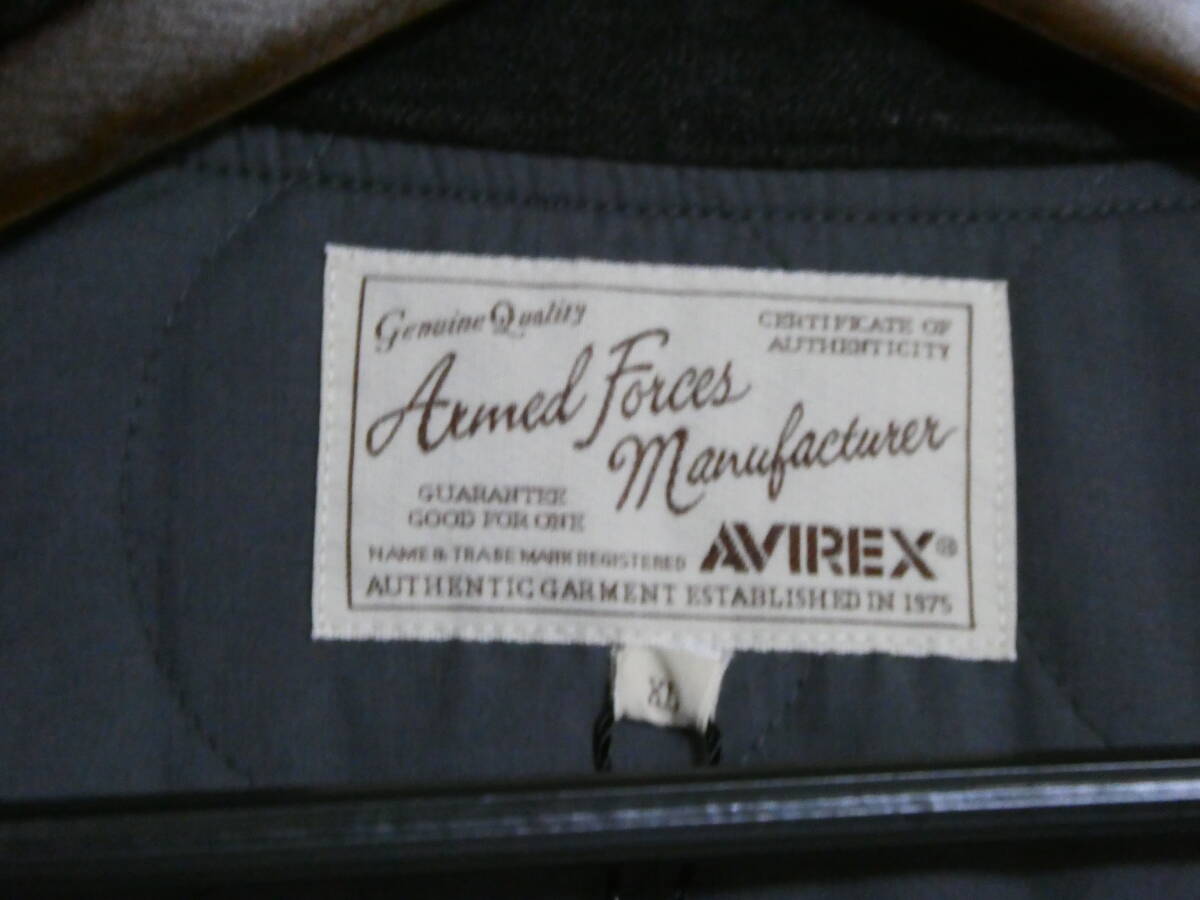 Genuine Quality
CERTIFICATE OF
AUTHENTICITY
Armed Forces
Manufacturer
GUARANTEE
GOOD FOR ONE
NAME & TRADE MARK REGISTERED
AVIREX®
AUTHENTIC GARMENT ESTABLISHED IN 1975
XL